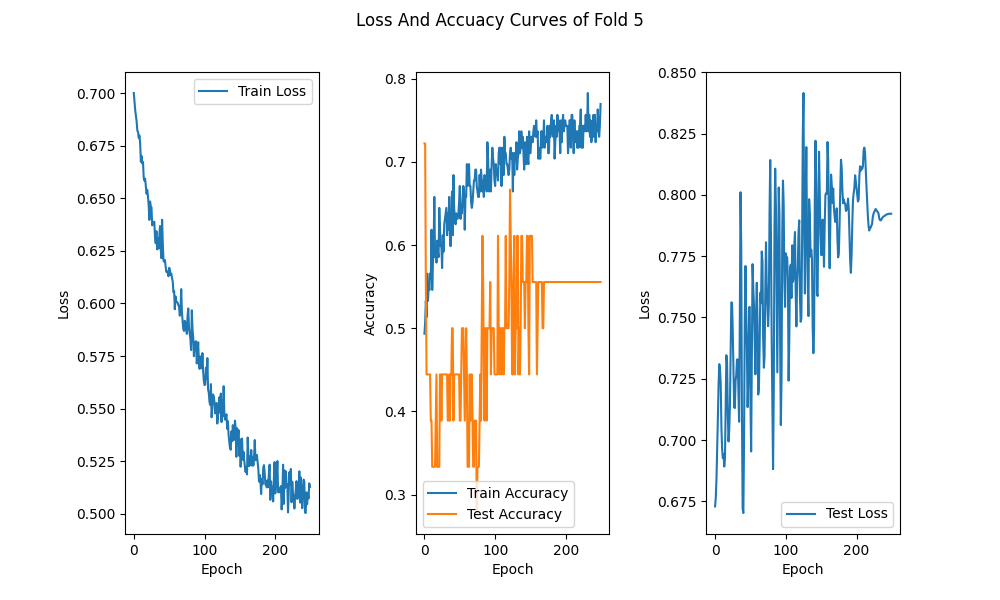 Loss And Accuacy Curves of Fold 5
Loss
0.700
0.675
0.650
0.625
0.600
0.575
0.550
0.525
0.500
Train Loss
0
100
200
Epoch
Accuracy
0.8
0.7
0.6
0.5
0.4
0.3
Train Accuracy
Test Accuracy
0
100
200
Epoch
Loss
0.850
0.825
0.800
0.775
0.750
0.725
0.700
0.675
Test Loss
0
100
200
Epoch